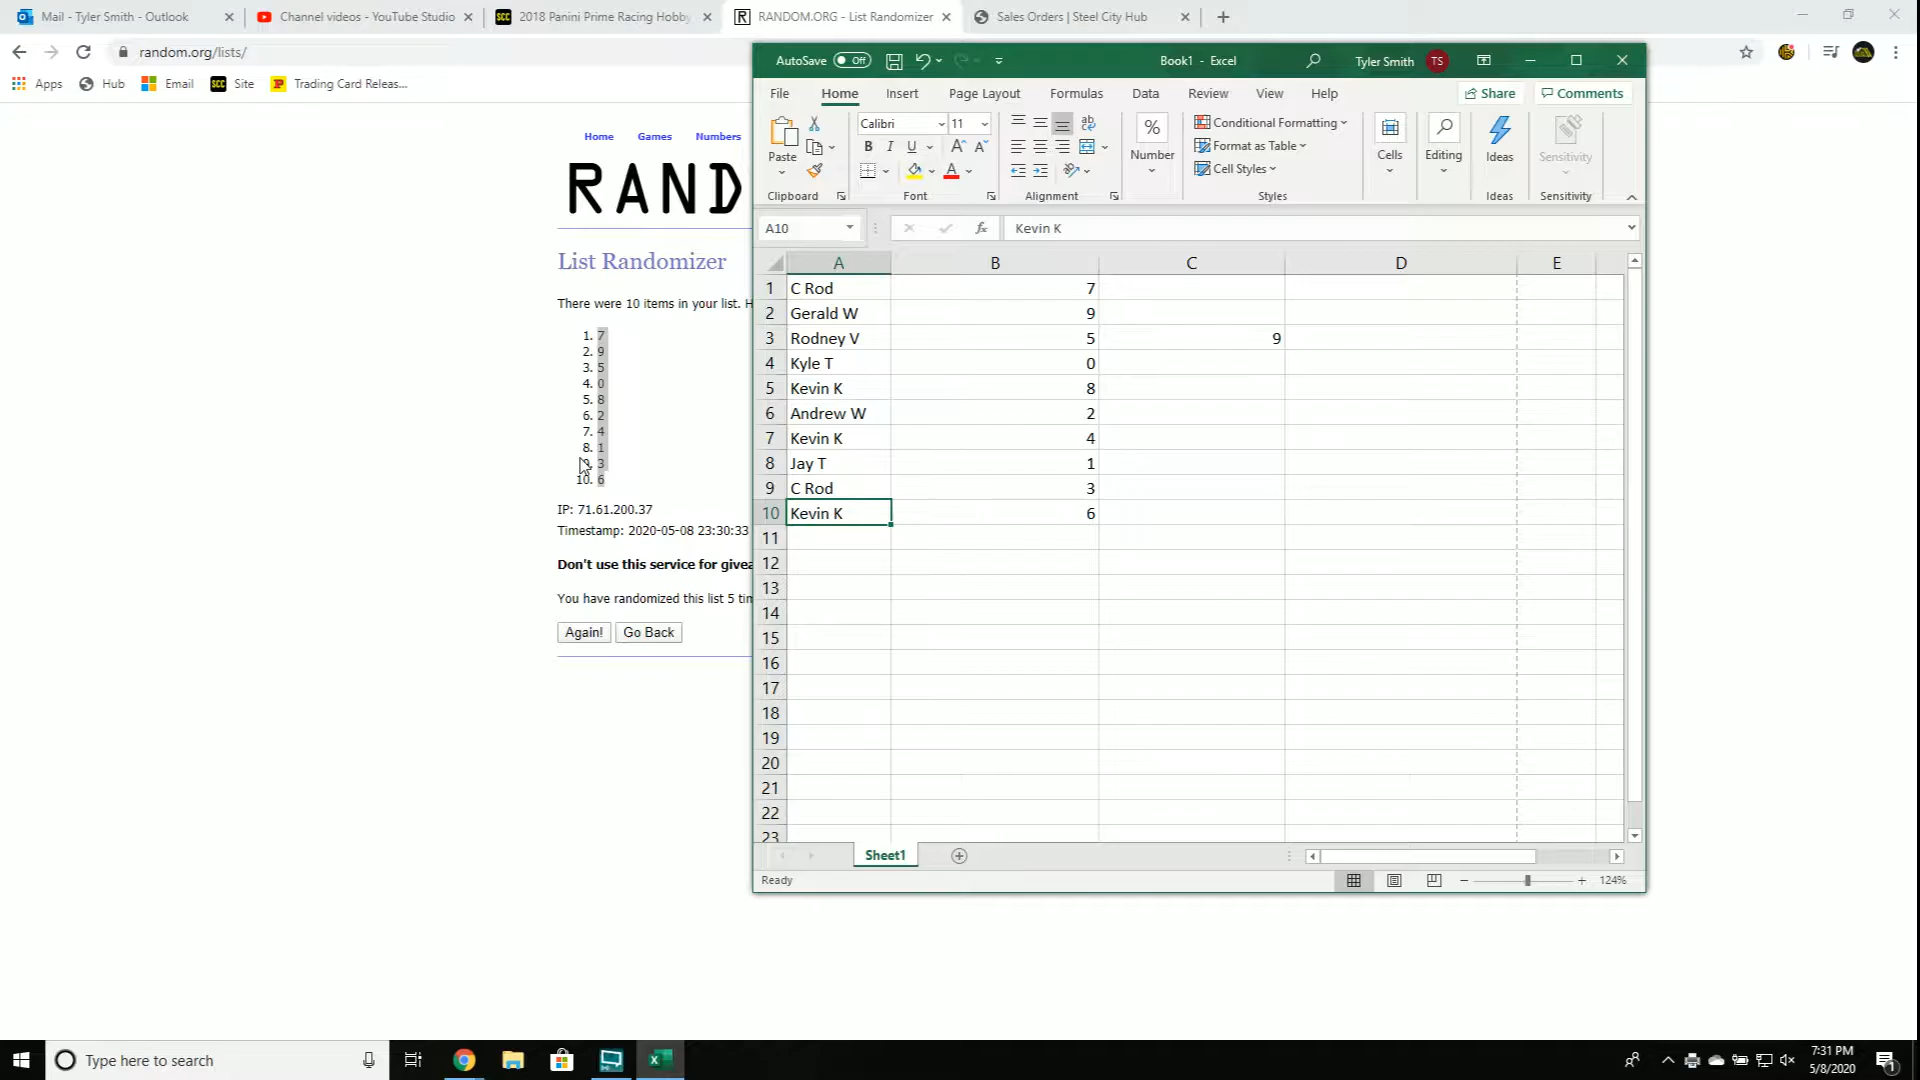 Mail - Tyler Smith - Outlook
Channel videos - YouTube Studio
SCC 2018 Panini Prime Racing Hobby
R RANDOM.ORG - List Randomizer
Sales Orders | Steel City Hub
random.org/lists/
Apps Hub Email SCC Site Trading Card Releas...
Home Games Numbers
RAND
List Randomizer
There were 10 items in your list. H
1. 7
2. 9
3. 5
4. 0
5. 8
6. 2
7. 4
8. 1
3
10. 6
IP: 71.61.200.37
Timestamp: 2020-05-08 23:30:33
Don't use this service for givea
You have randomized this list 5 tim
Again! Go Back
AutoSave Off
Book1 - Excel
Tyler Smith TS
File Home Insert Page Layout Formulas Data Review View Help Share Comments
Paste
Calibri 11
B I U
Number
Conditional Formatting
Format as Table
Cell Styles
Cells
Editing
Ideas
Sensitivity
Clipboard Font Alignment Styles Ideas Sensitivity
A10 fx Kevin K
A B C D E
1 C Rod 7
2 Gerald W 9
3 Rodney V 5 9
4 Kyle T 0
5 Kevin K 8
6 Andrew W 2
7 Kevin K 4
8 Jay T 1
9 C Rod 3
10 Kevin K 6
11
12
13
14
15
16
17
18
19
20
21
22
23
Sheet1
Ready
124%
Type here to search
7:31 PM
5/8/2020